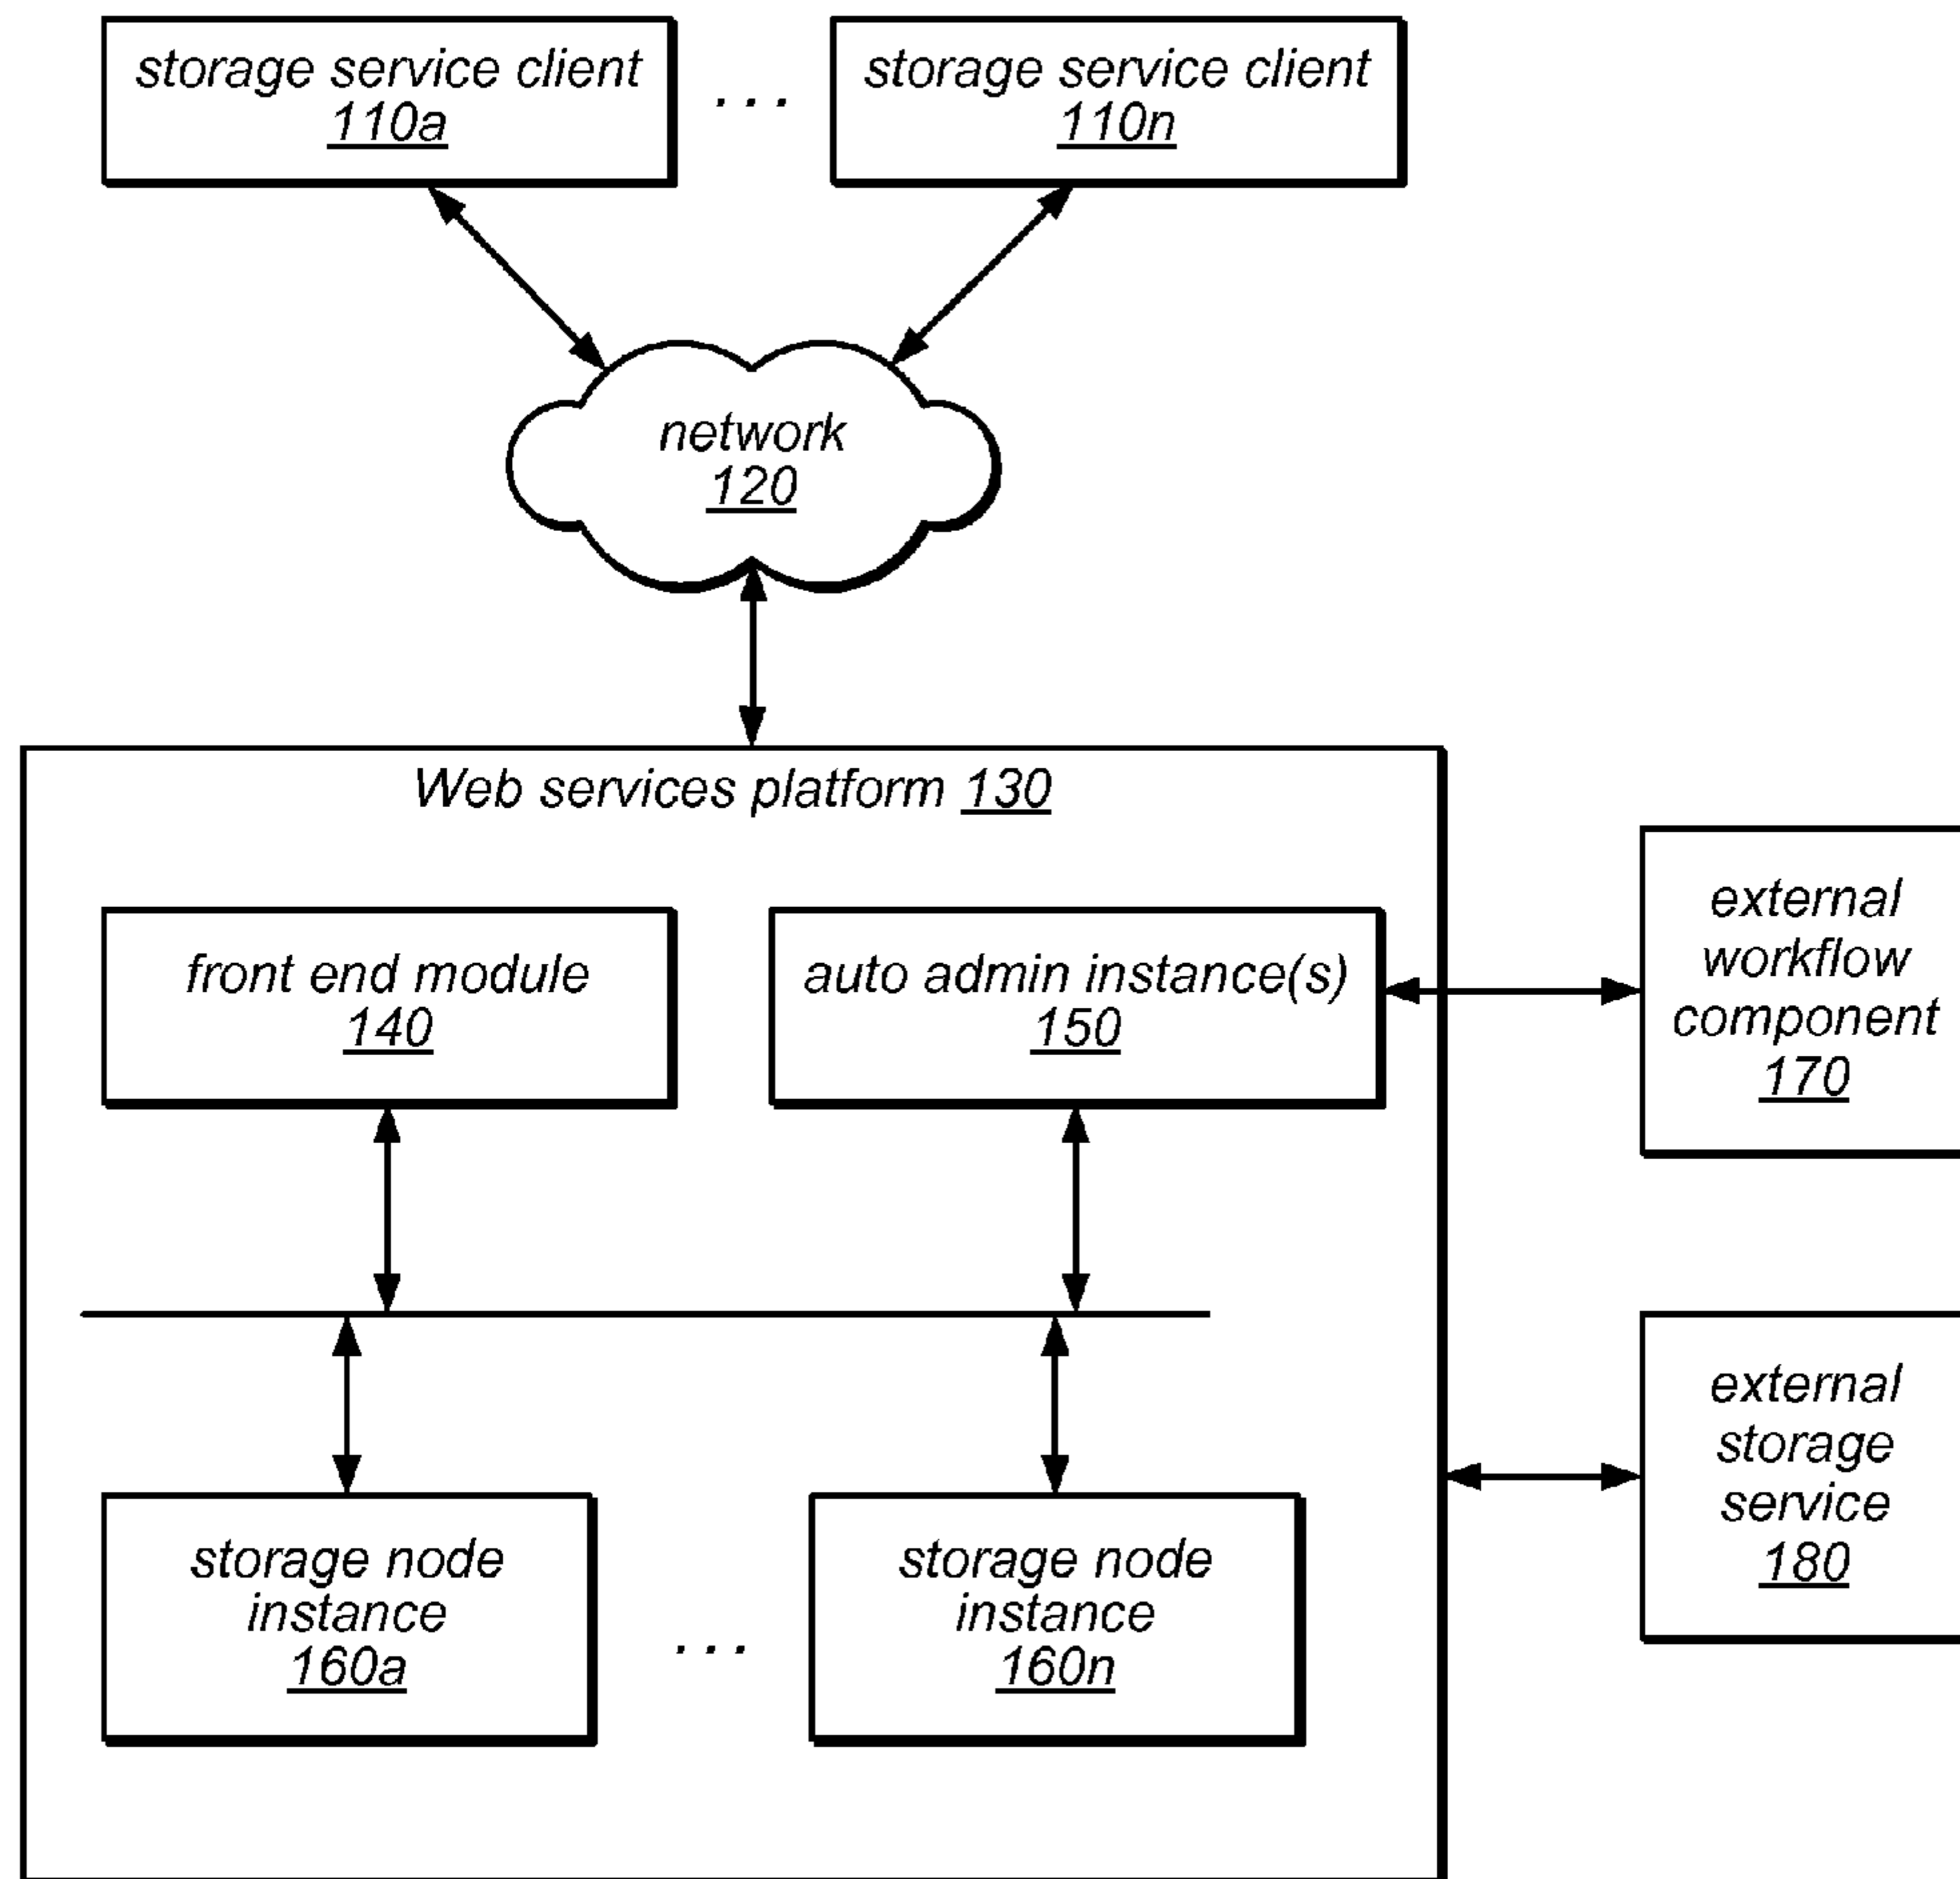 storage service client
110a
. . .
storage service client
110n
network
120
Web services platform 130
front end module
140
auto admin instance(s)
150
external
workflow
component
170
external
storage
service
180
storage node
instance
160a
. . .
storage node
instance
160n